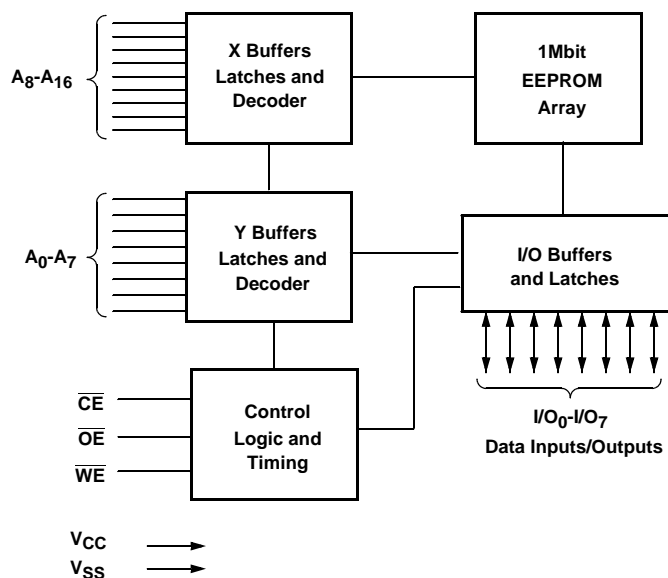 A8-A16
X Buffers
Latches and
Decoder
1Mbit
EEPROM
Array
A0-A7
Y Buffers
Latches and
Decoder
I/O Buffers
and Latches
CE
OE
WE
Control
Logic and
Timing
I/O0-I/O7
Data Inputs/Outputs
VCC
VSS